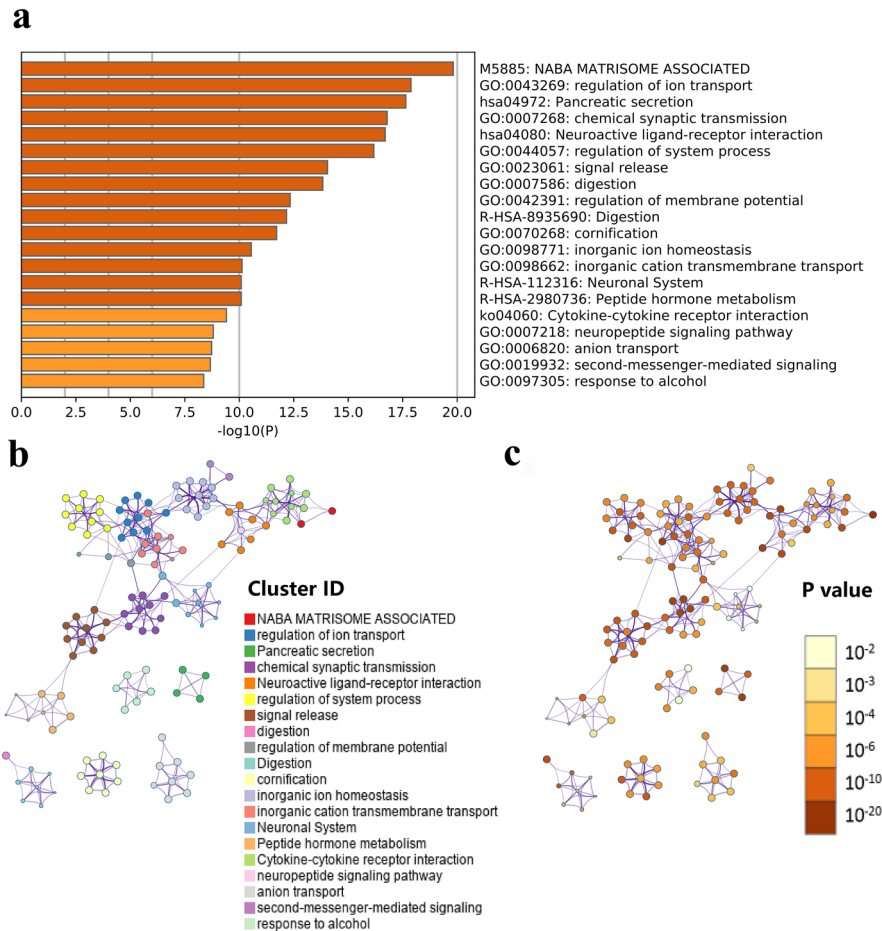 a
M5885: NABA MATRISOME ASSOCIATED
GO:0043269: regulation of ion transport
hsa04972: Pancreatic secretion
GO:0007268: chemical synaptic transmission
hsa04080: Neuroactive ligand-receptor interaction
GO:0044057: regulation of system process
GO:0023061: signal release
GO:0007586: digestion
GO:0042391: regulation of membrane potential
R-HSA-8935690: Digestion
GO:0070268: cornification
GO:0098771: inorganic ion homeostasis
GO:0098662: inorganic cation transmembrane transport
R-HSA-112316: Neuronal System
R-HSA-2980736: Peptide hormone metabolism
ko04060: Cytokine-cytokine receptor interaction
GO:0007218: neuropeptide signaling pathway
GO:0006820: anion transport
GO:0019932: second-messenger-mediated signaling
GO:0097305: response to alcohol
0.0 2.5 5.0 7.5 10.0 12.5 15.0 17.5 20.0
-log10(P)
b
Cluster ID
NABA MATRISOME ASSOCIATED
regulation of ion transport
Pancreatic secretion
chemical synaptic transmission
Neuroactive ligand-receptor interaction
regulation of system process
signal release
digestion
regulation of membrane potential
Digestion
cornification
inorganic ion homeostasis
inorganic cation transmembrane transport
Neuronal System
Peptide hormone metabolism
Cytokine-cytokine receptor interaction
neuropeptide signaling pathway
anion transport
second-messenger-mediated signaling
response to alcohol
c
P value
10-2
10-3
10-4
10-6
10-10
10-20